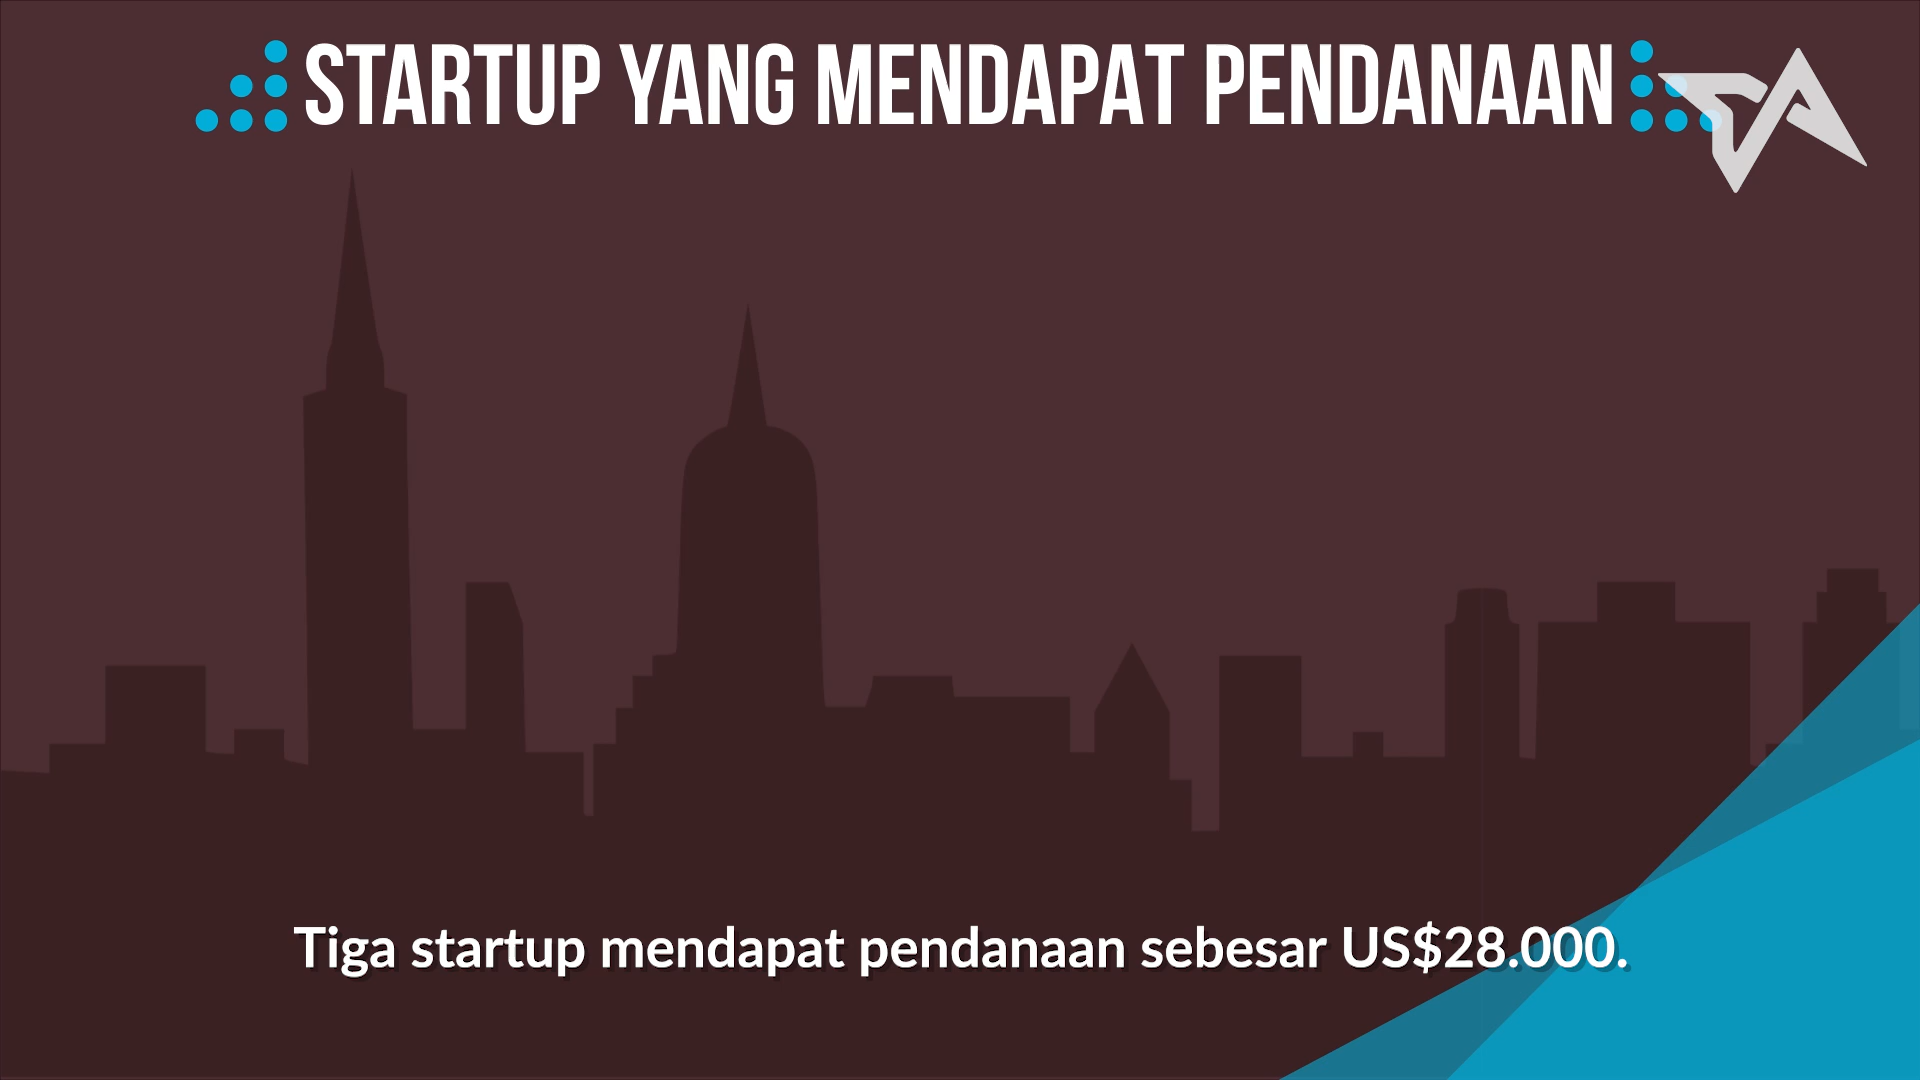 STARTUP YANG MENDAPAT PENDANAAN
Tiga startup mendapat pendanaan sebesar US$28.000.